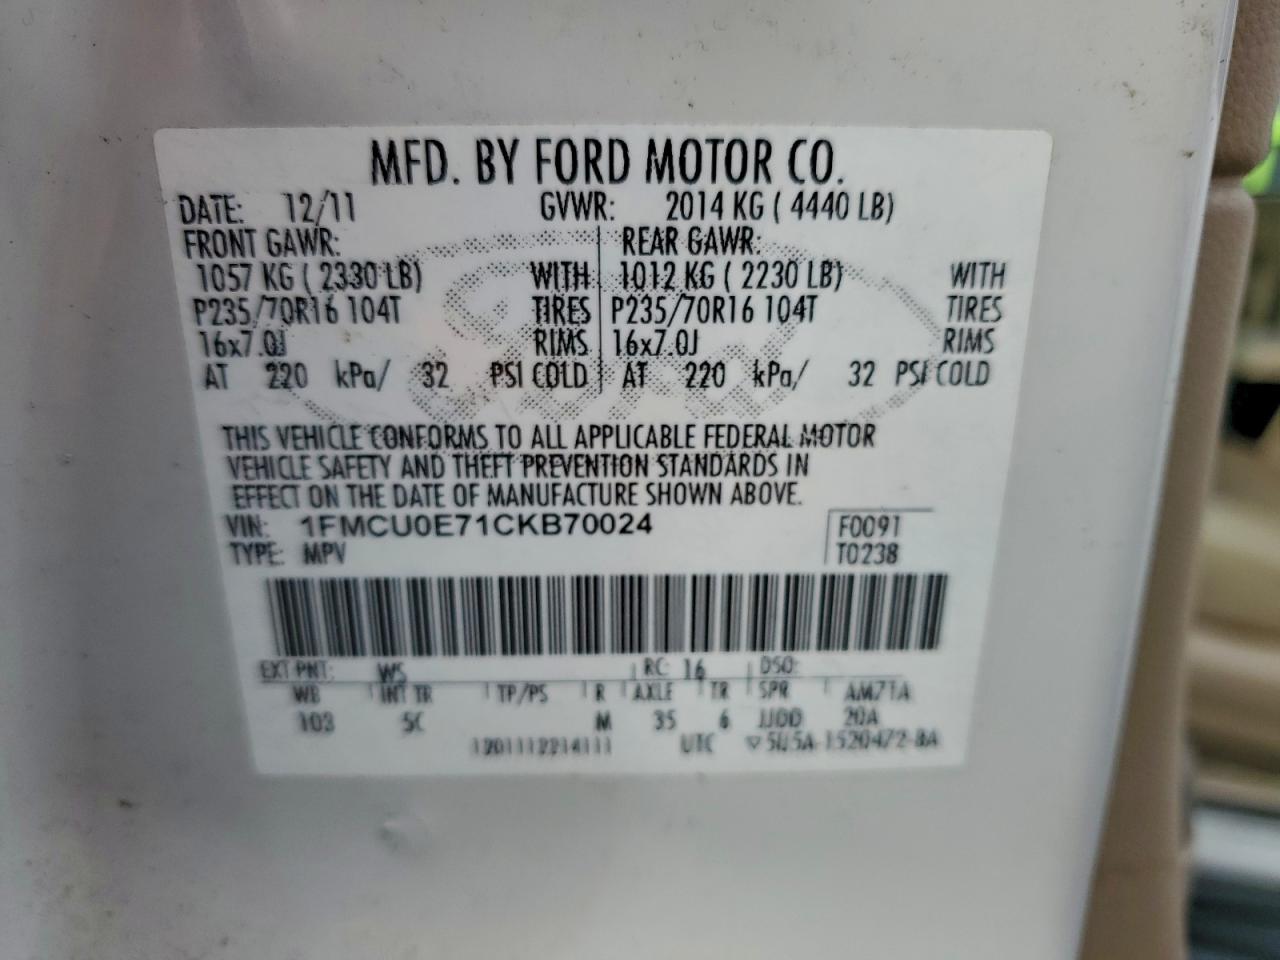 MFD. BY FORD MOTOR CO.
DATE: 12/11 GVWR: 2014 KG ( 4440 LB)
FRONT GAWR: REAR GAWR:
1057 KG ( 2330 LB) WITH 1012 KG ( 2230 LB) WITH
P235/70R16 104T TIRES P235/70R16 104T TIRES
16x7.0J RIMS 16x7.0J RIMS
AT 220 kPa/ 32 PSI COLD AT 220 kPa/ 32 PSI COLD
THIS VEHICLE CONFORMS TO ALL APPLICABLE FEDERAL MOTOR
VEHICLE SAFETY AND THEFT PREVENTION STANDARDS IN
EFFECT ON THE DATE OF MANUFACTURE SHOWN ABOVE.
VIN: 1FMCU0E71CKB70024 F0091
TYPE: MPV T0238
EXT PNT: WS RC: 16 DSO:
WB INT TR TP/PS R AXLE TR SPR AM71A
103 5C M 35 6 JJDD 20A
1201112214111 UTC ▽5U5A-1520472-BA